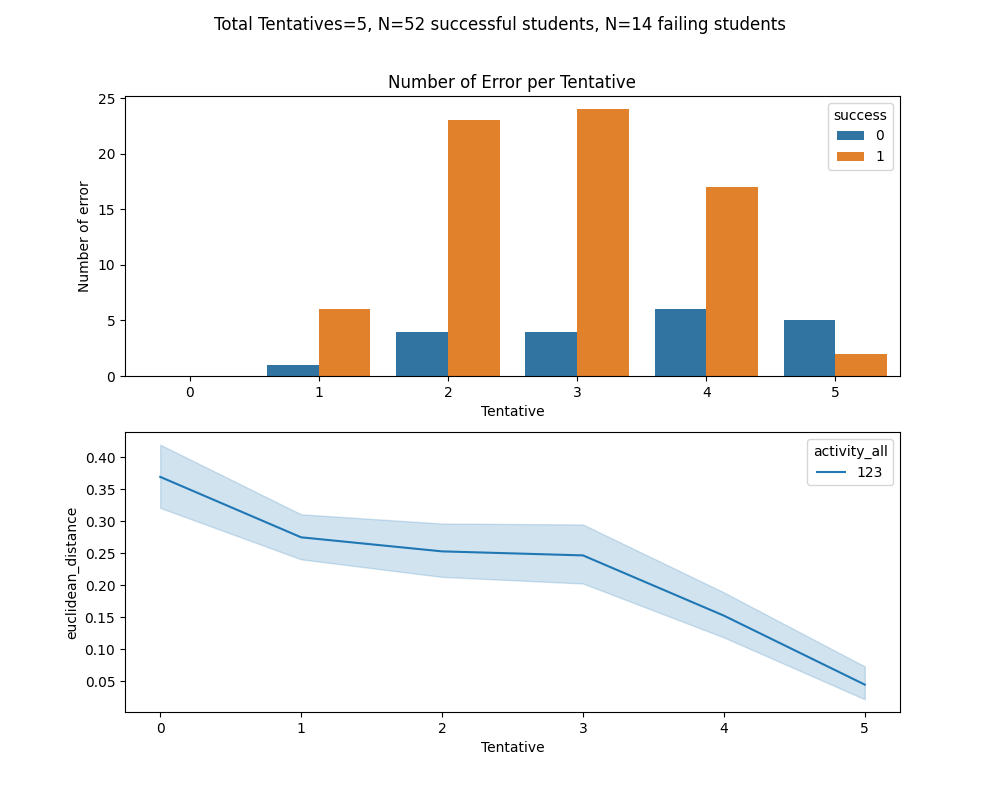 Total Tentatives=5, N=52 successful students, N=14 failing students
Number of Error per Tentative
25
20
15
10
5
0
Number of error
success
0
1
0 1 2 3 4 5
Tentative
0.40
0.35
0.30
0.25
0.20
0.15
0.10
0.05
euclidean_distance
activity_all
123
0 1 2 3 4 5
Tentative